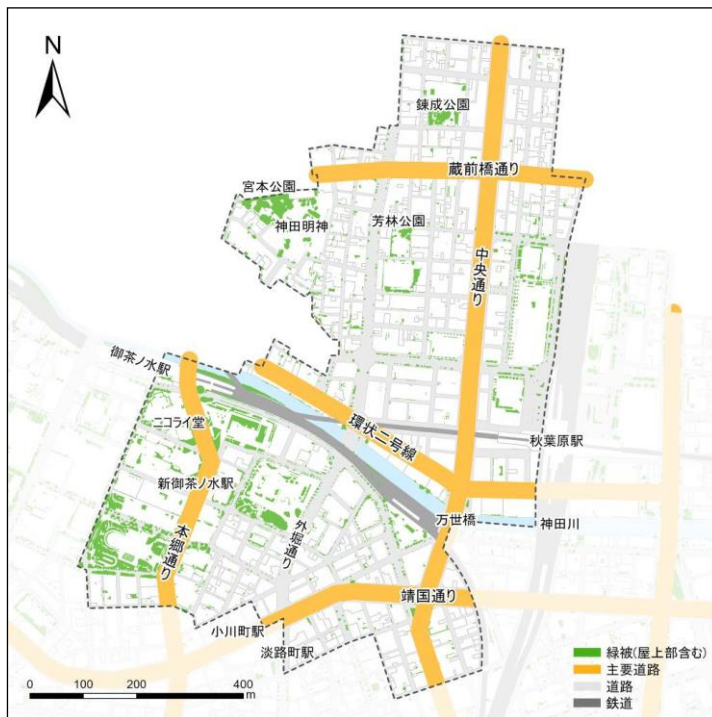 N
錬成公園
蔵前橋通り
宮本公園
神田明神
芳林公園
中央通り
御茶ノ水駅
ニコライ堂
環状二号線
秋葉原駅
新御茶ノ水駅
万世橋
神田川
外堀通り
本郷通り
靖国通り
小川町駅
淡路町駅
緑被(屋上部含む)
主要道路
道路
鉄道
0 100 200 400
m